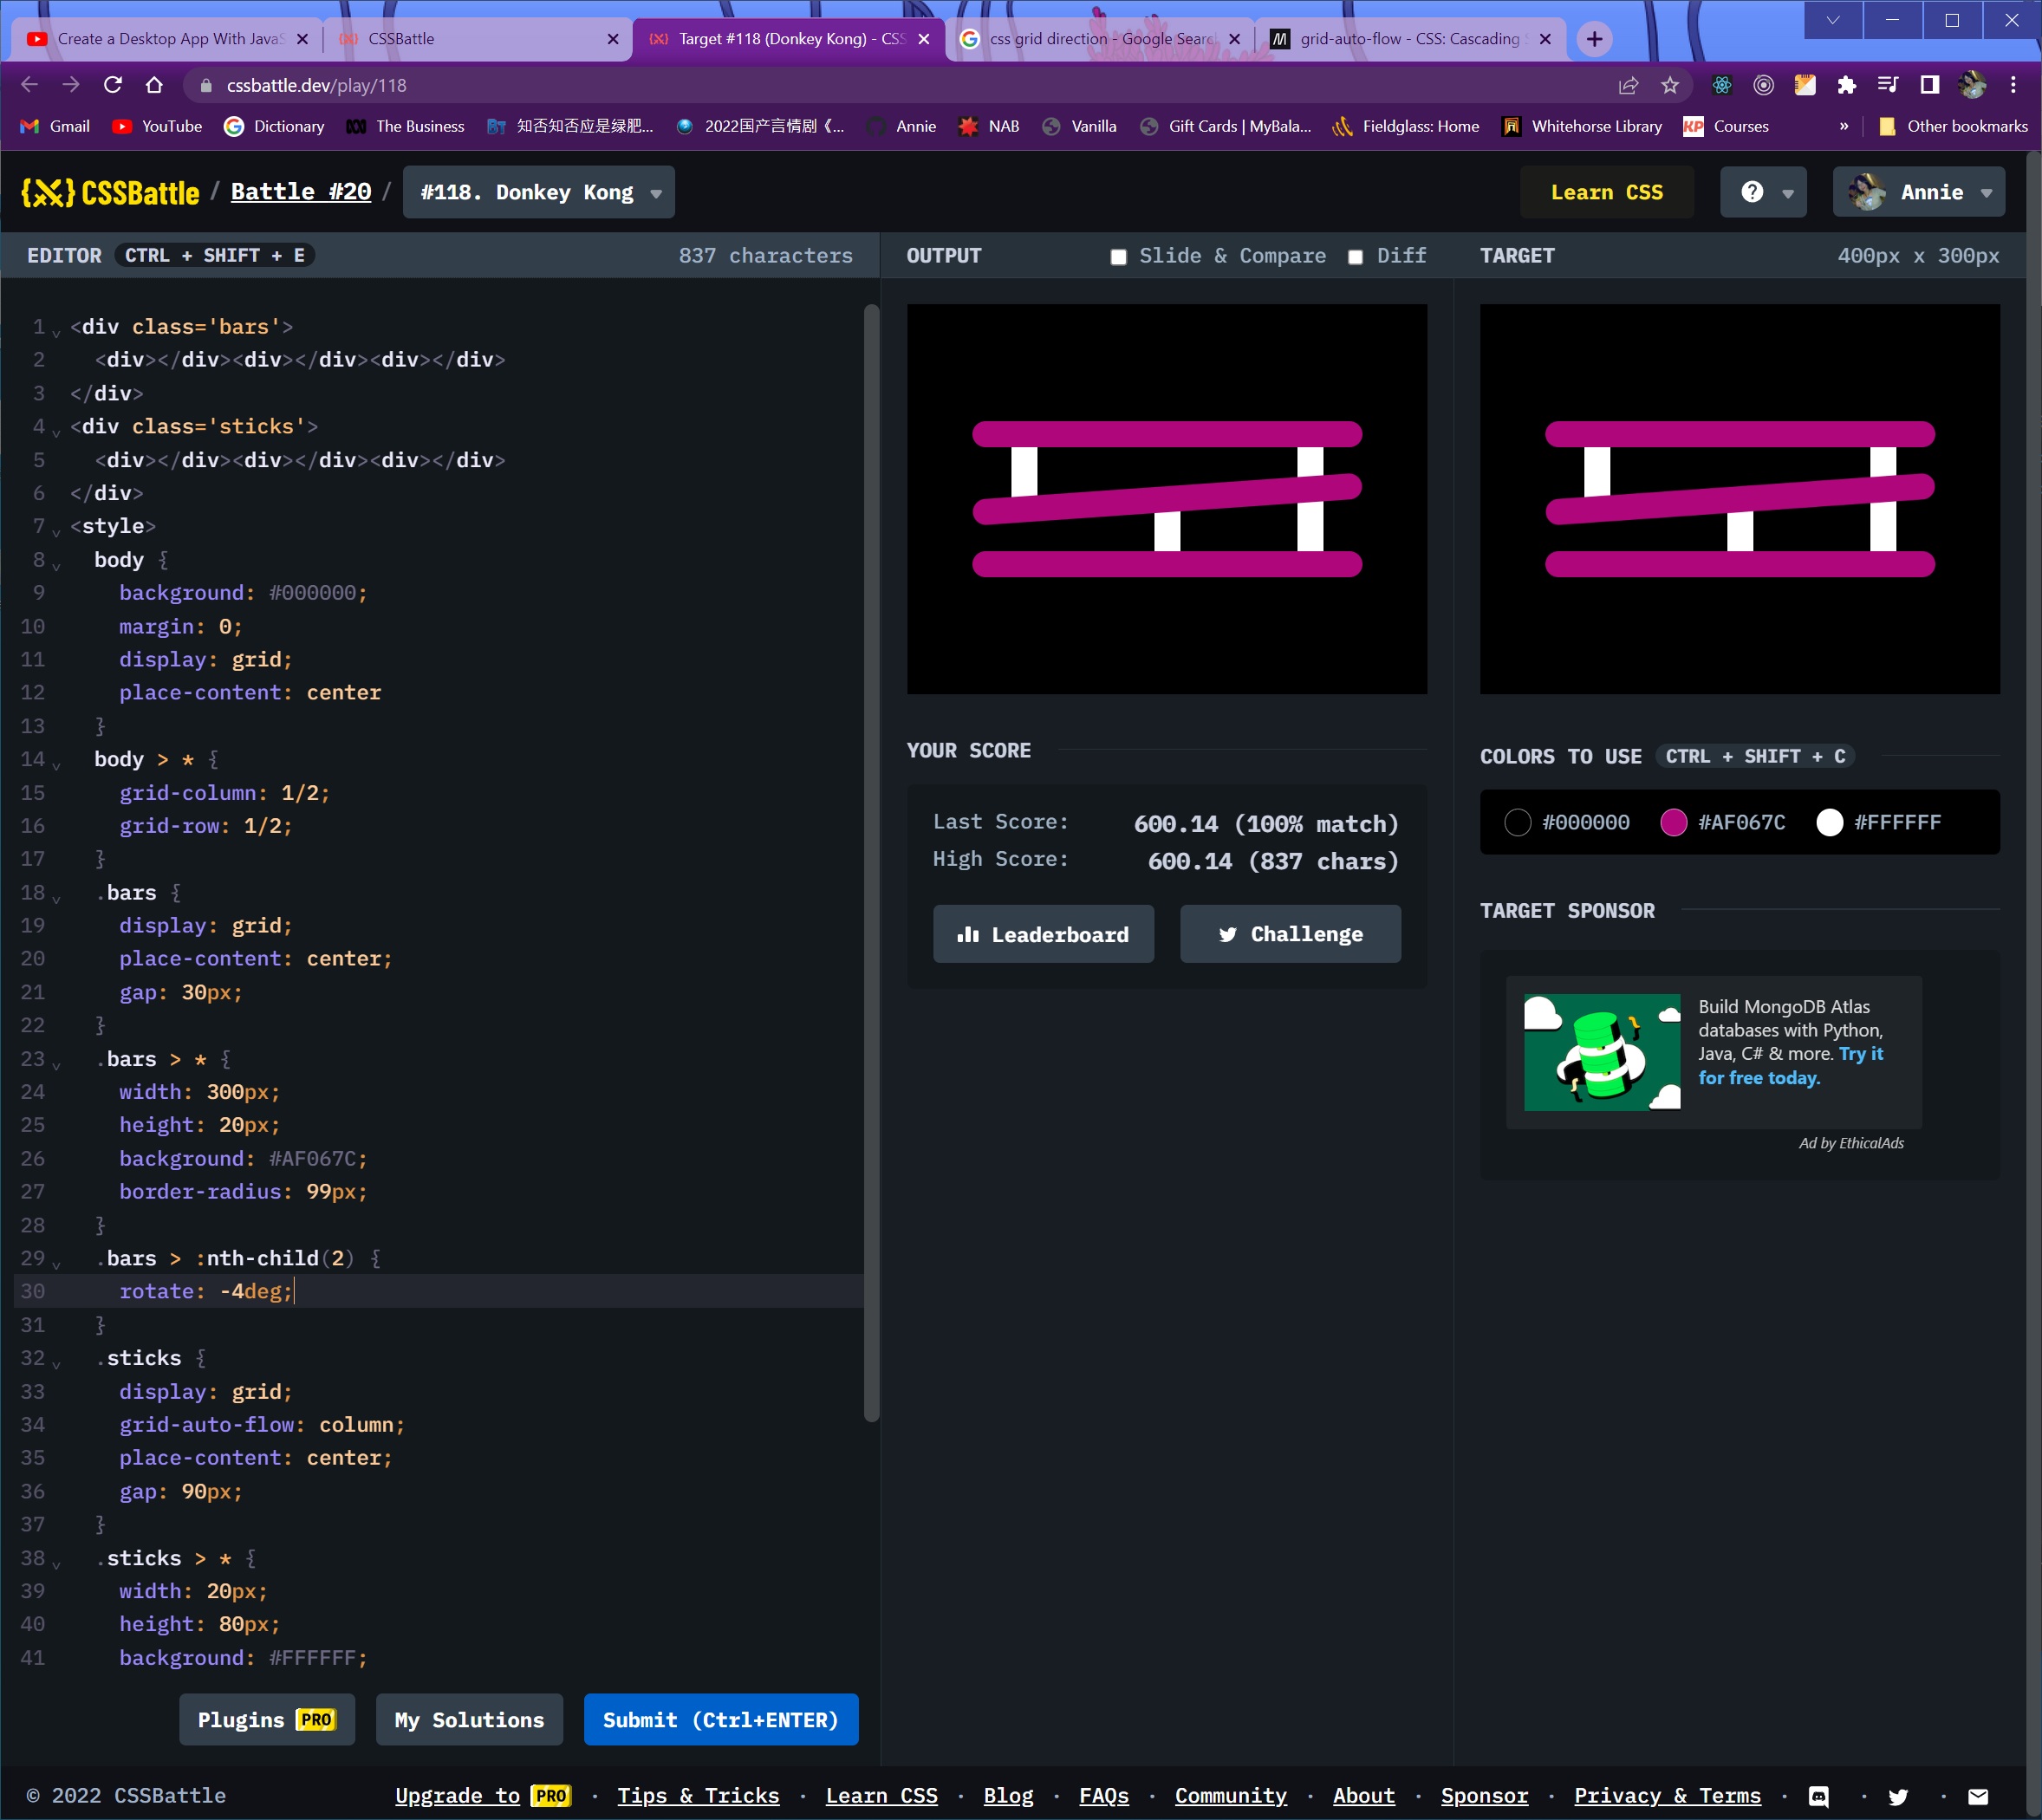 Create a Desktop App With JavaS
CSSBattle
Target #118 (Donkey Kong) - CSS
css grid direction - Google Search
grid-auto-flow - CSS: Cascading S
cssbattle.dev/play/118
Gmail YouTube Dictionary The Business 知否知否应是绿肥... 2022国产言情剧《... Annie NAB Vanilla Gift Cards | MyBala... Fieldglass: Home Whitehorse Library Courses » Other bookmarks
{X} CSSBattle / Battle #20 / #118. Donkey Kong Learn CSS Annie
EDITOR CTRL + SHIFT + E 837 characters
1 <div class='bars'>
2 <div></div><div></div><div></div>
3 </div>
4 <div class='sticks'>
5 <div></div><div></div><div></div>
6 </div>
7 <style>
8 body {
9 background: #000000;
10 margin: 0;
11 display: grid;
12 place-content: center
13 }
14 body > * {
15 grid-column: 1/2;
16 grid-row: 1/2;
17 }
18 .bars {
19 display: grid;
20 place-content: center;
21 gap: 30px;
22 }
23 .bars > * {
24 width: 300px;
25 height: 20px;
26 background: #AF067C;
27 border-radius: 99px;
28 }
29 .bars > :nth-child(2) {
30 rotate: -4deg;
31 }
32 .sticks {
33 display: grid;
34 grid-auto-flow: column;
35 place-content: center;
36 gap: 90px;
37 }
38 .sticks > * {
39 width: 20px;
40 height: 80px;
41 background: #FFFFFF;
Plugins PRO My Solutions Submit (Ctrl+ENTER)
OUTPUT Slide & Compare Diff
YOUR SCORE
Last Score: 600.14 (100% match)
High Score: 600.14 (837 chars)
Leaderboard Challenge
TARGET 400px x 300px
COLORS TO USE CTRL + SHIFT + C
#000000 #AF067C #FFFFFF
TARGET SPONSOR
Build MongoDB Atlas
databases with Python,
Java, C# & more. Try it
for free today.
Ad by EthicalAds
© 2022 CSSBattle Upgrade to PRO · Tips & Tricks · Learn CSS · Blog · FAQs · Community · About · Sponsor · Privacy & Terms ·